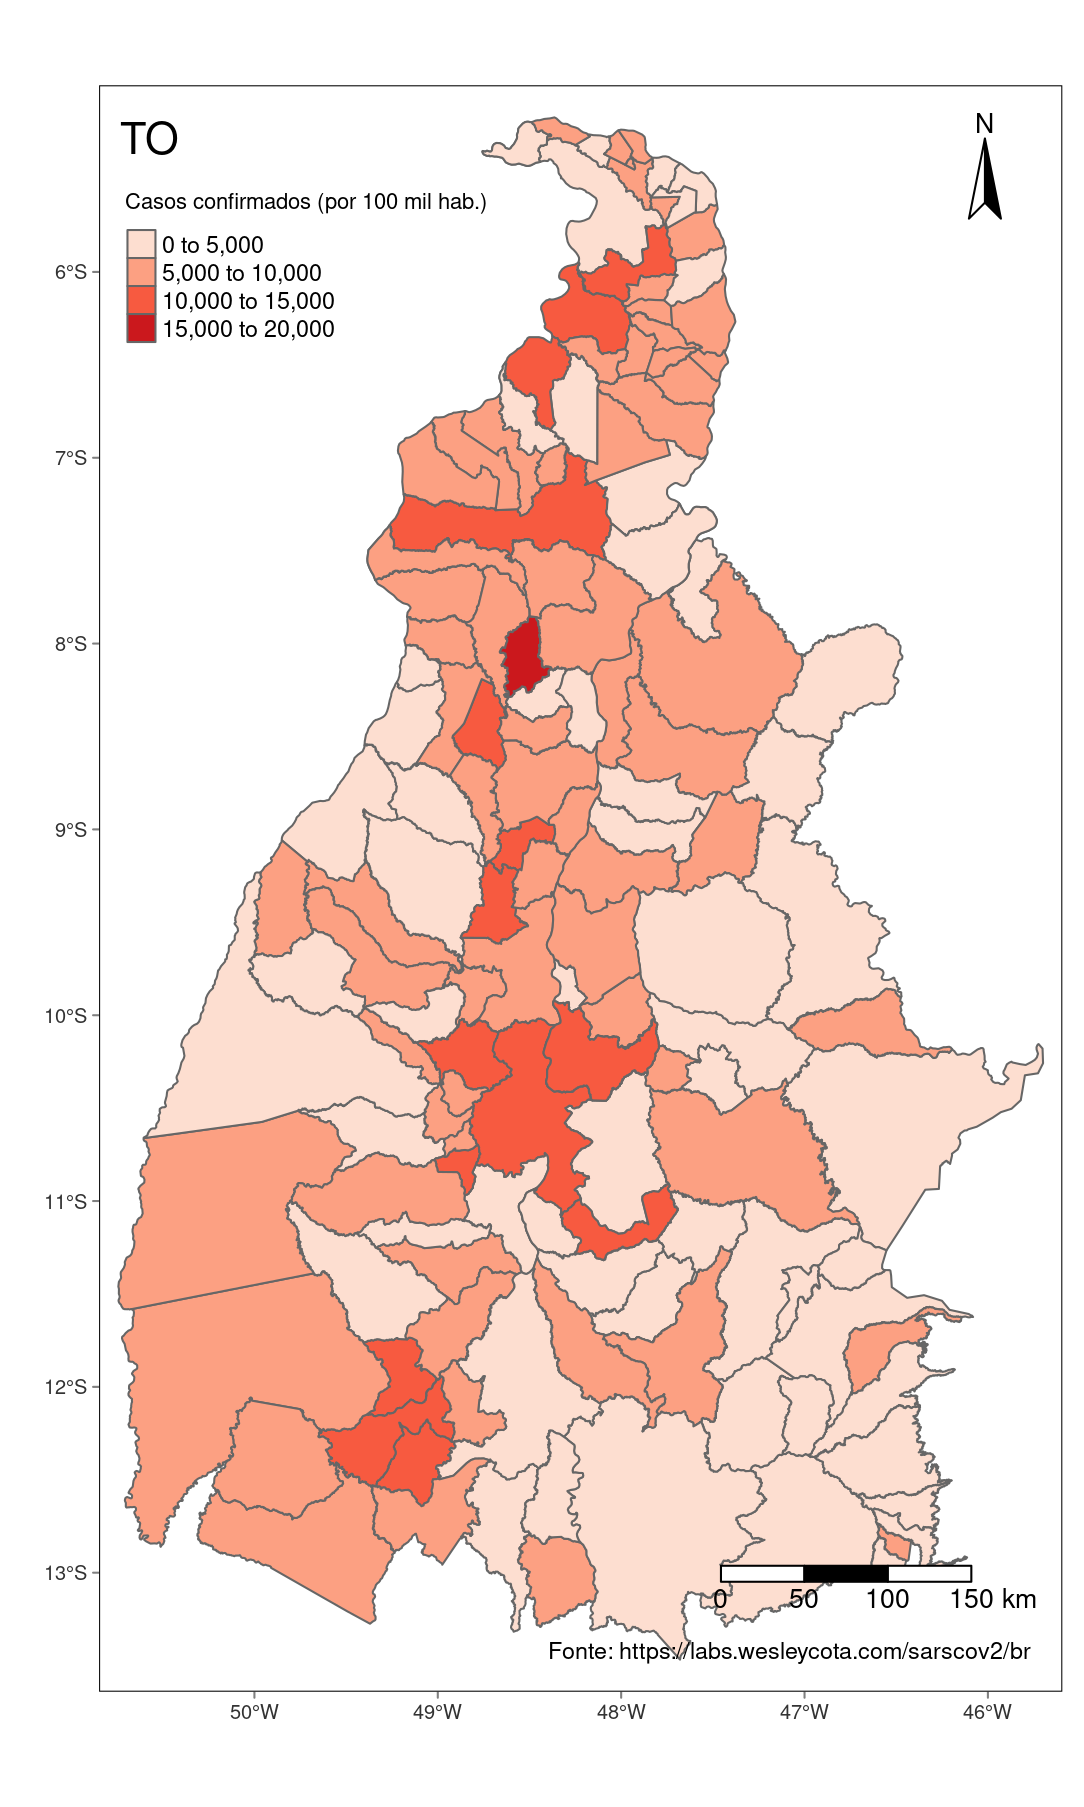 TO
N
Casos confirmados (por 100 mil hab.)
0 to 5,000
5,000 to 10,000
10,000 to 15,000
15,000 to 20,000
6°S
7°S
8°S
9°S
10°S
11°S
12°S
13°S
0 50 100 150 km
Fonte: https://labs.wesleycota.com/sarscov2/br
50°W 49°W 48°W 47°W 46°W